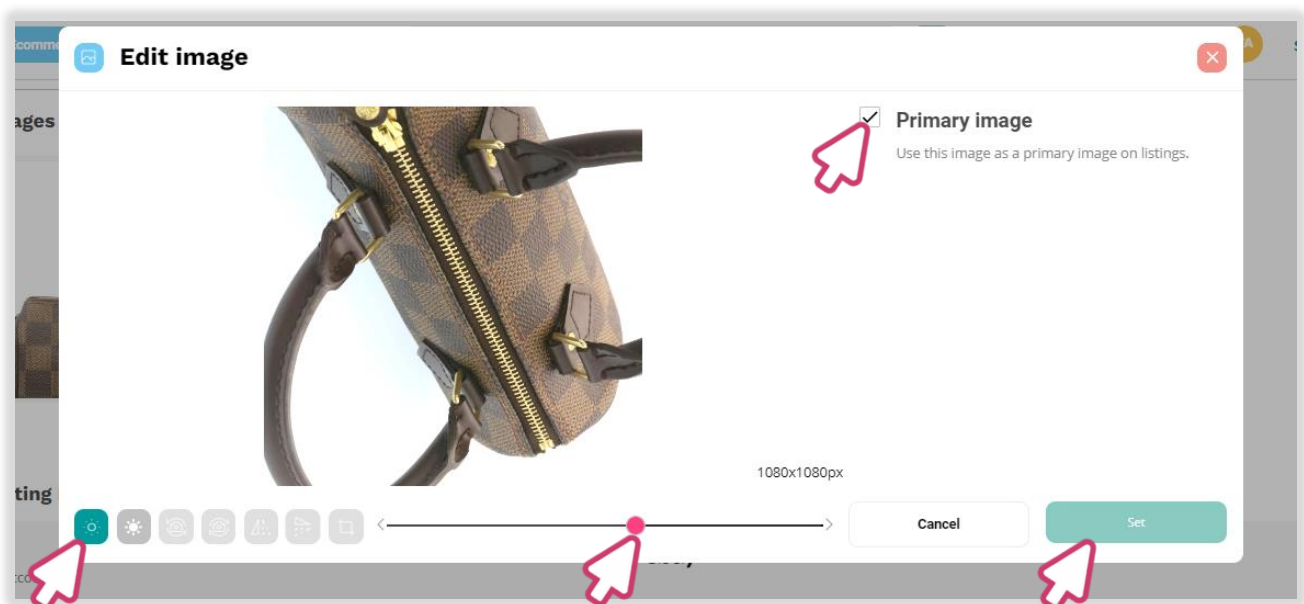 Edit image
Primary image
Use this image as a primary image on listings.
1080x1080px
Cancel
Set
ages
ting